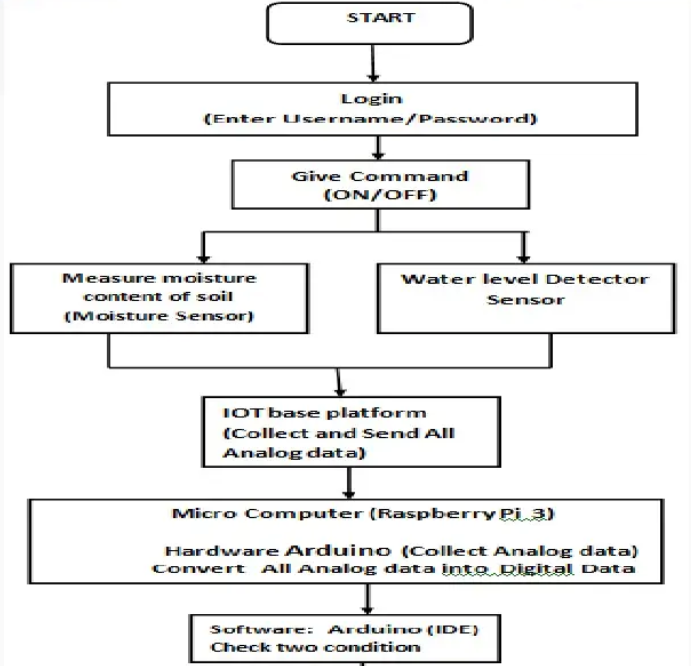 START
Login
(Enter Username/Password)
Give Command
(ON/OFF)
Measure moisture
content of soil
(Moisture Sensor)
Water level Detector
Sensor
IOT base platform
(Collect and Send All
Analog data)
Micro Computer (Raspberry Pi 3)
Hardware Arduino (Collect Analog data)
Convert All Analog data into Digital Data
Software: Arduino (IDE)
Check two condition